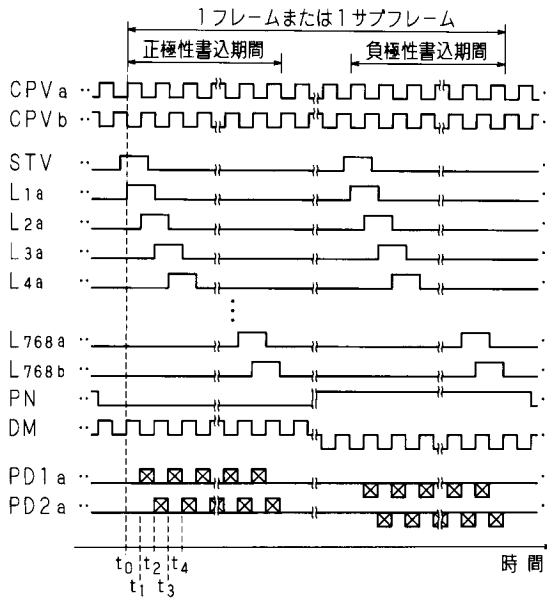 1フレームまたは1サブフレーム
正極性書込期間 負極性書込期間
CPVa
CPVb
STV
L1a
L2a
L3a
L4a
L768a
L768b
PN
DM
PD1a
PD2a
t0 t2 t4 時間
t1 t3